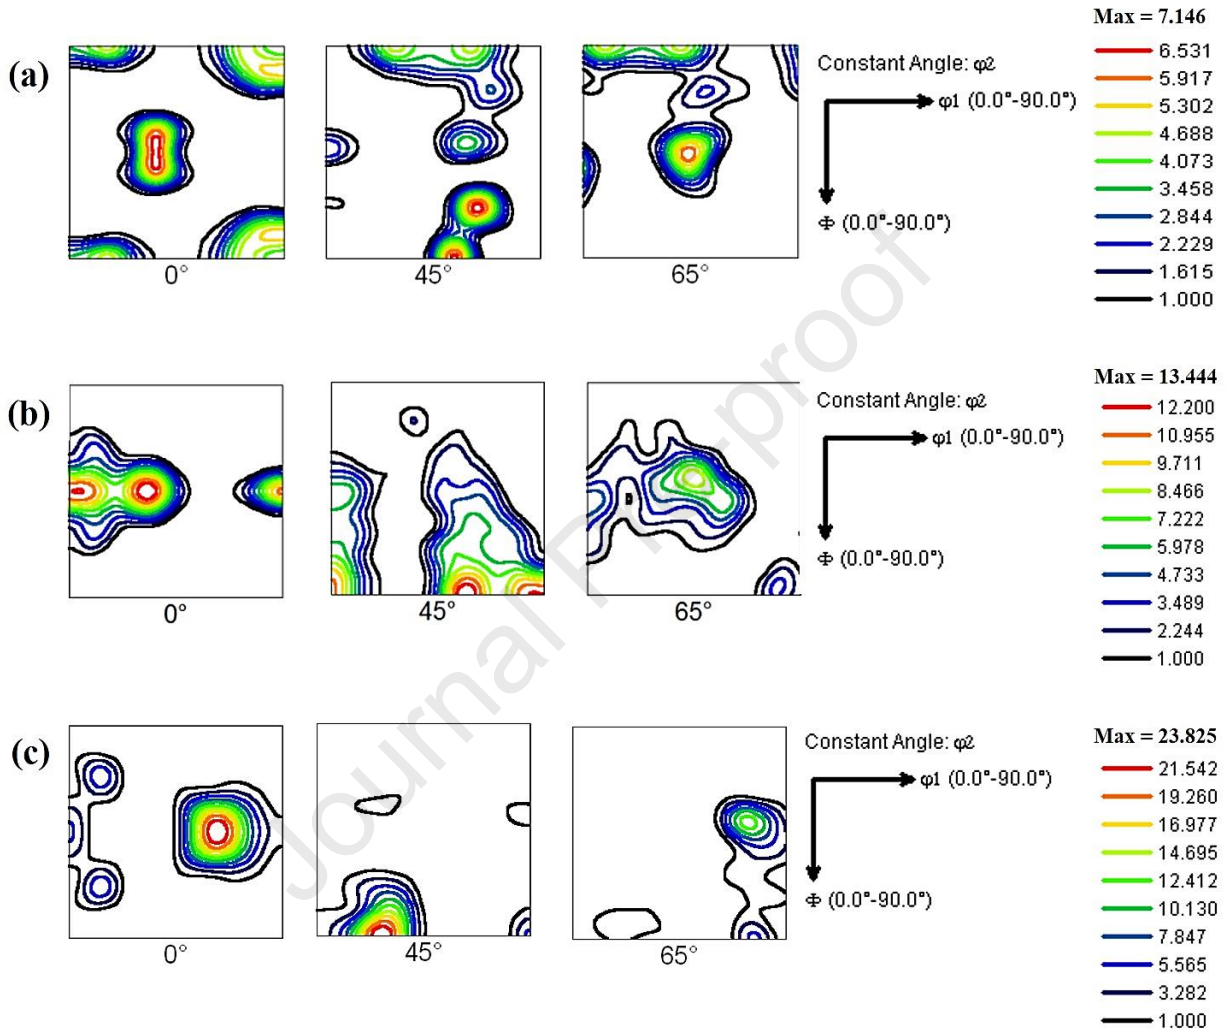 Max = 7.146
(a)
6.531
5.917
5.302
4.688
4.073
3.458
2.844
2.229
1.615
1.000
Constant Angle: φ2
φ1 (0.0°-90.0°)
Φ (0.0°-90.0°)
0°
45°
65°
Max = 13.444
(b)
12.200
10.955
9.711
8.466
7.222
5.978
4.733
3.489
2.244
1.000
Constant Angle: φ2
φ1 (0.0°-90.0°)
Φ (0.0°-90.0°)
0°
45°
65°
Max = 23.825
(c)
21.542
19.260
16.977
14.695
12.412
10.130
7.847
5.565
3.282
1.000
Constant Angle: φ2
φ1 (0.0°-90.0°)
Φ (0.0°-90.0°)
0°
45°
65°
Journal Pre-proof